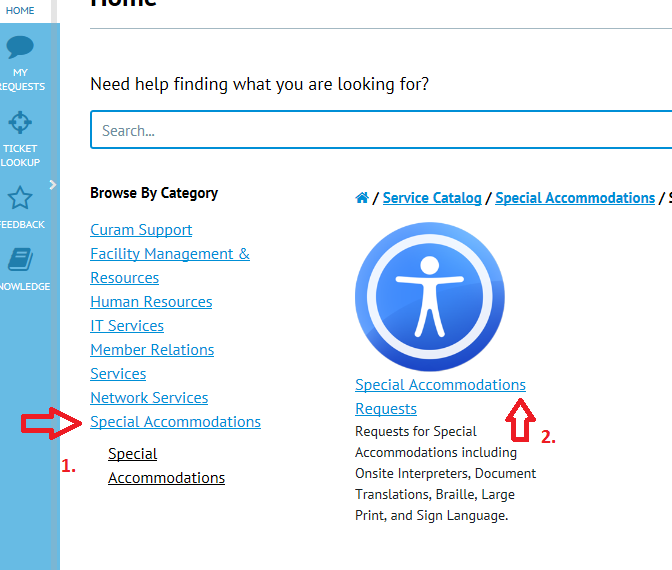 HOME
Home
MY
REQUESTS
TICKET
LOOKUP
FEEDBACK
KNOWLEDGE
Need help finding what you are looking for?
Search...
Browse By Category
Curam Support
Facility Management &
Resources
Human Resources
IT Services
Member Relations
Services
Network Services
Special Accommodations
1.
Special
Accommodations
/ Service Catalog / Special Accommodations /
Special Accommodations
Requests
2.
Requests for Special
Accommodations including
Onsite Interpreters, Document
Translations, Braille, Large
Print, and Sign Language.